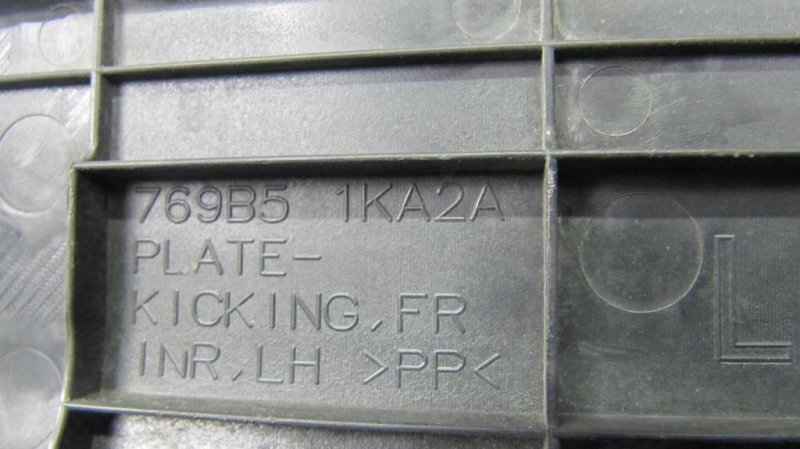 769B5 1KA2A
PLATE-
KICKING, FR
INR, LH >PP<
L